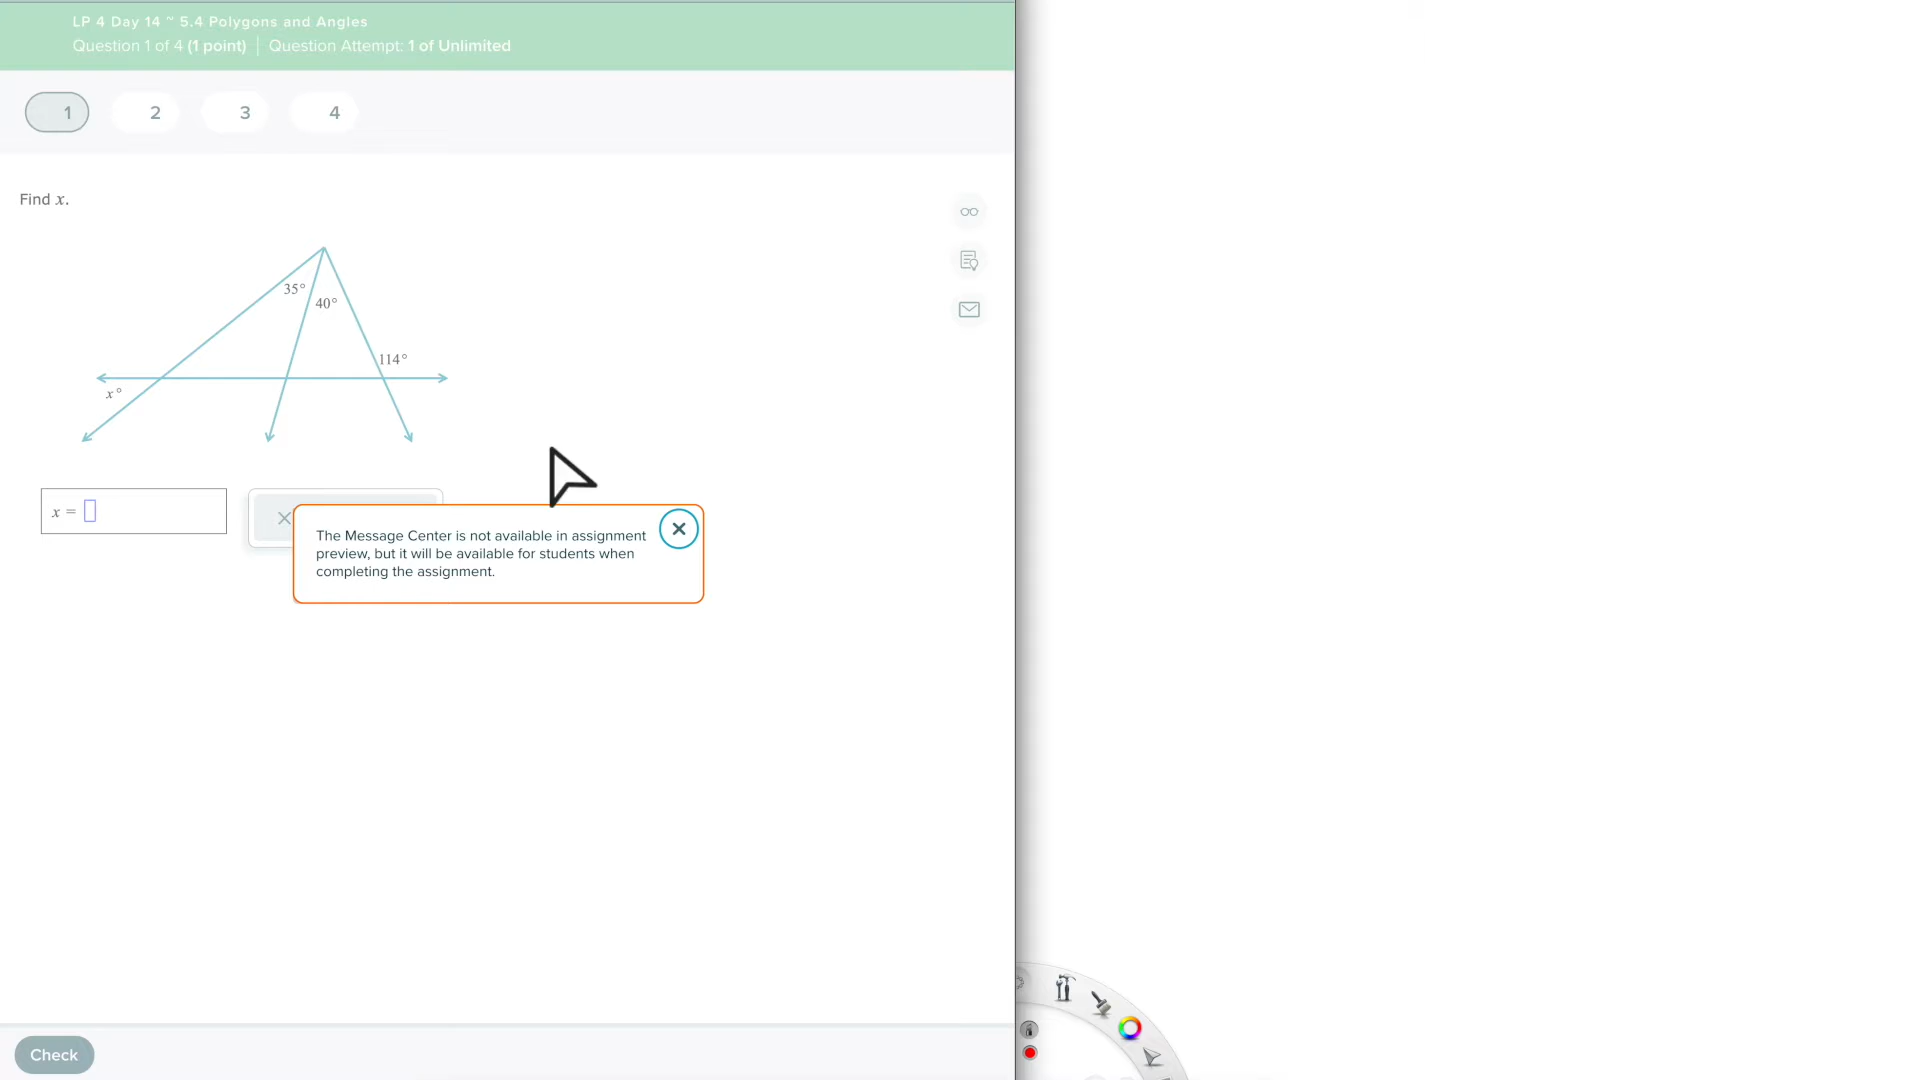 LP 4 Day 14 ~ 5.4 Polygons and Angles
Question 1 of 4 (1 point) | Question Attempt: 1 of Unlimited
1 2 3 4
Find x.
35°
40°
114°
x°
x =
The Message Center is not available in assignment
preview, but it will be available for students when
completing the assignment.
Check